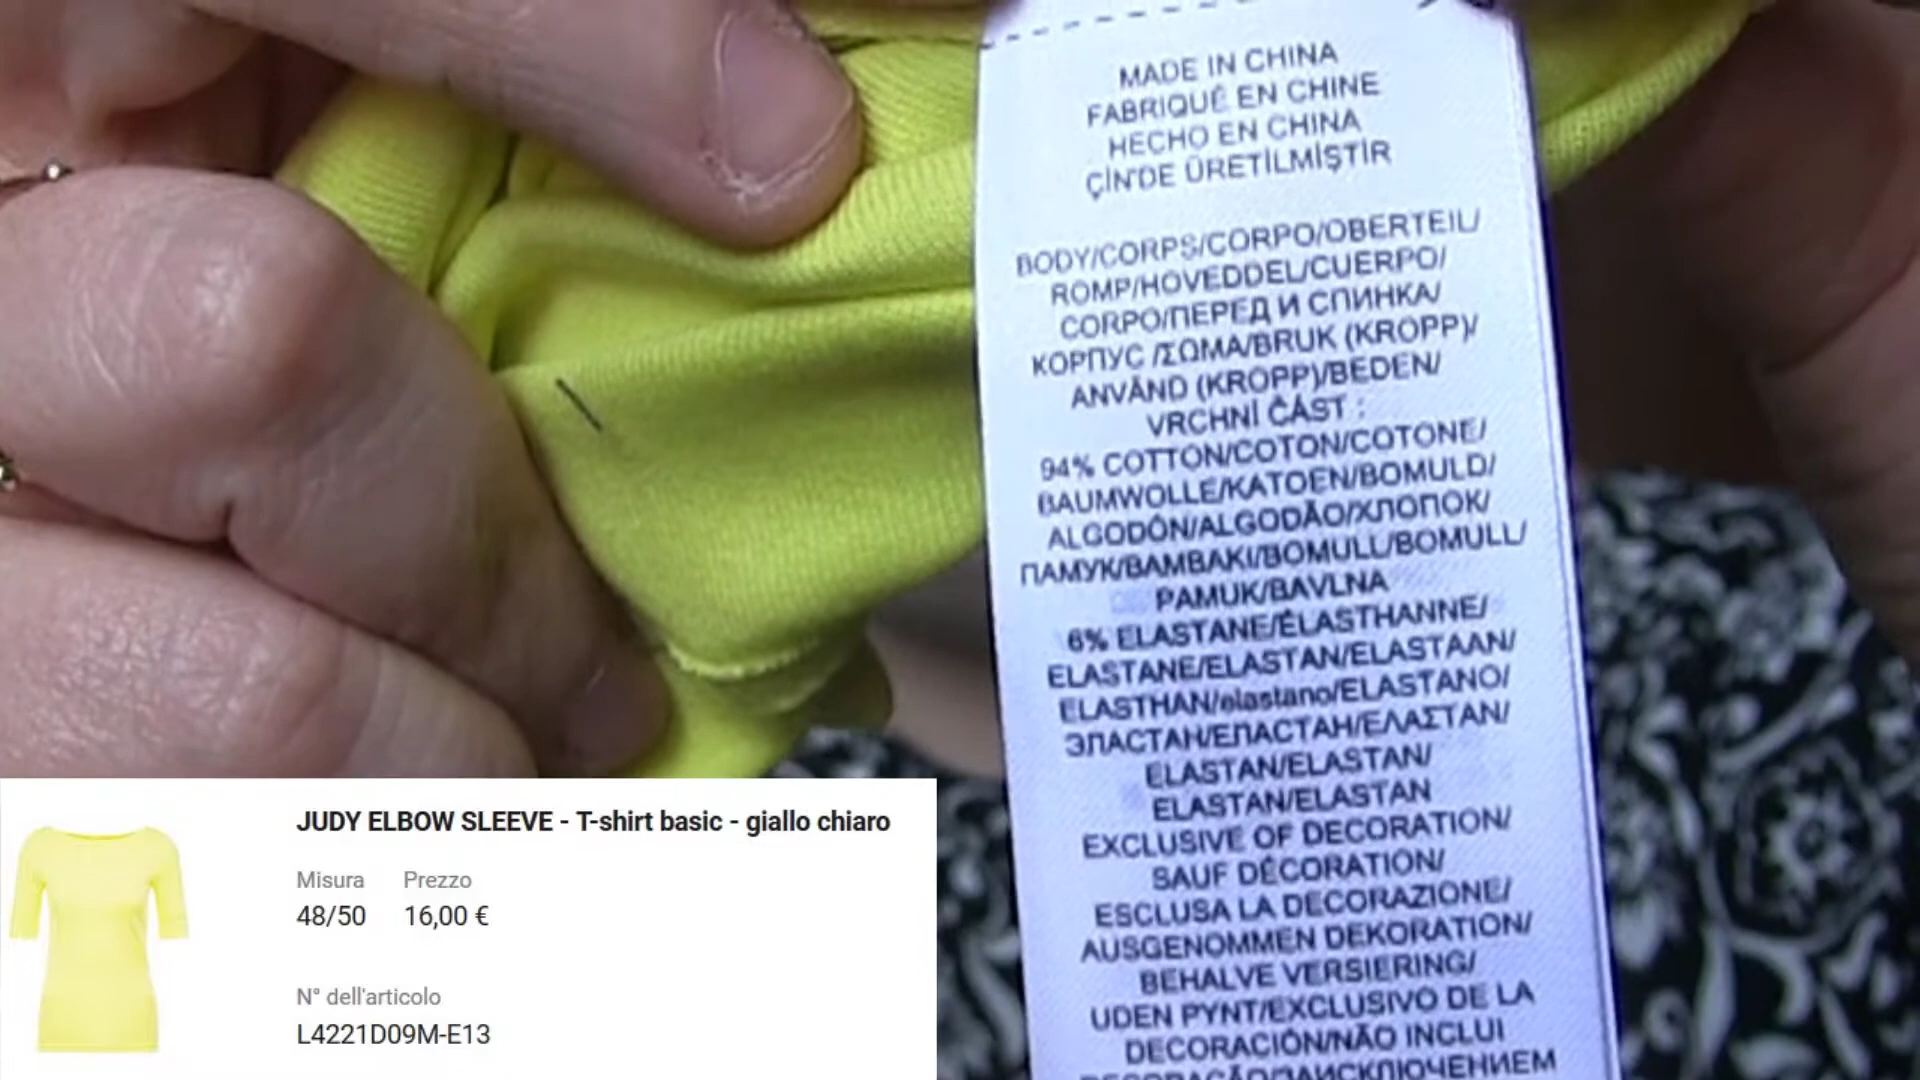 MADE IN CHINA
FABRIQUÉ EN CHINE
HECHO EN CHINA
ÇİN'DE ÜRETİLMİŞTİR
BODY/CORPS/CORPO/OBERTEIL/
ROMP/HOVEDDEL/CUERPO/
CORPO/ПЕРЕД И СПИНКА/
КОРПУС /ΣΩΜΑ/BRUK (KROPP)/
ANVÄND (KROPP)/BEDEN/
VRCHNÍ ČÁST :
94% COTTON/COTON/COTONE/
BAUMWOLLE/KATOEN/BOMULD/
ALGODÓN/ALGODÃO/ХЛОПОК/
ПАМУК/ΒΑΜΒΑΚΙ/BOMULL/BOMULL/
PAMUK/BAVLNA
6% ELASTANE/ÉLASTHANNE/
ELASTANE/ELASTAN/ELASTAAN/
ELASTHAN/elastano/ELASTANO/
ЭЛАСТАН/ЕЛАСТАН/ΕΛΑΣΤΑΝ/
ELASTAN/ELASTAN/
ELASTAN/ELASTAN
EXCLUSIVE OF DECORATION/
SAUF DÉCORATION/
ESCLUSA LA DECORAZIONE/
AUSGENOMMEN DEKORATION/
BEHALVE VERSIERING/
UDEN PYNT/EXCLUSIVO DE LA
DECORACIÓN/NÃO INCLUI
JUDY ELBOW SLEEVE - T-shirt basic - giallo chiaro
Misura Prezzo
48/50 16,00 €
N° dell'articolo
L4221D09M-E13